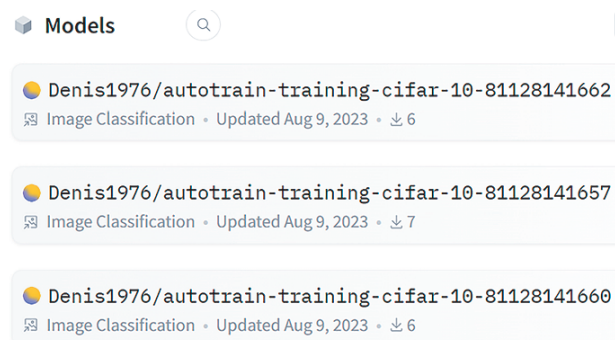 Models
Denis1976/autotrain-training-cifar-10-81128141662
Image Classification • Updated Aug 9, 2023 • 6
Denis1976/autotrain-training-cifar-10-81128141657
Image Classification • Updated Aug 9, 2023 • 7
Denis1976/autotrain-training-cifar-10-81128141660
Image Classification • Updated Aug 9, 2023 • 6